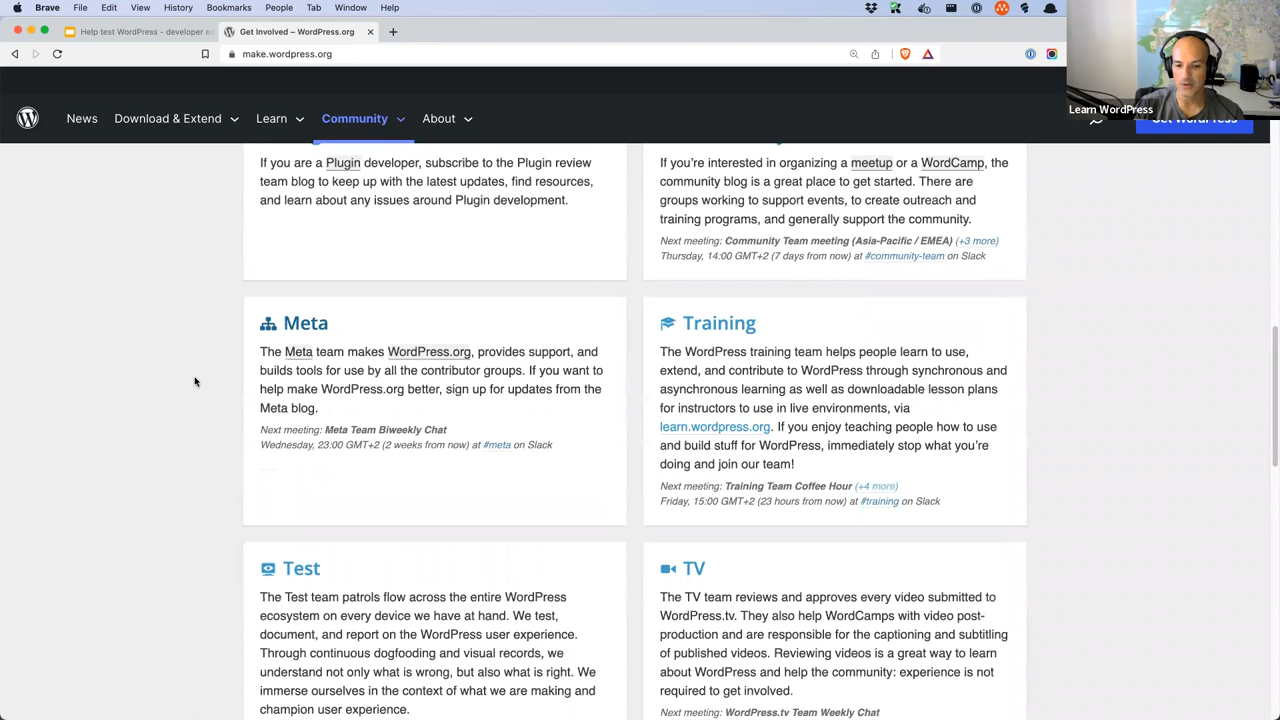 Brave File Edit View History Bookmarks People Tab Window Help
Help test WordPress - developer ed
Get Involved – WordPress.org
make.wordpress.org
Learn WordPress
News Download & Extend Learn Community About
Get WordPress
If you are a Plugin developer, subscribe to the Plugin review
team blog to keep up with the latest updates, find resources,
and learn about any issues around Plugin development.
If you're interested in organizing a meetup or a WordCamp, the
community blog is a great place to get started. There are
groups working to support events, to create outreach and
training programs, and generally support the community.
Next meeting: Community Team meeting (Asia-Pacific / EMEA) (+3 more)
Thursday, 14:00 GMT+2 (7 days from now) at #community-team on Slack
Meta
The Meta team makes WordPress.org, provides support, and
builds tools for use by all the contributor groups. If you want to
help make WordPress.org better, sign up for updates from the
Meta blog.
Next meeting: Meta Team Biweekly Chat
Wednesday, 23:00 GMT+2 (2 weeks from now) at #meta on Slack
Training
The WordPress training team helps people learn to use,
extend, and contribute to WordPress through synchronous and
asynchronous learning as well as downloadable lesson plans
for instructors to use in live environments, via
learn.wordpress.org. If you enjoy teaching people how to use
and build stuff for WordPress, immediately stop what you're
doing and join our team!
Next meeting: Training Team Coffee Hour (+4 more)
Friday, 15:00 GMT+2 (23 hours from now) at #training on Slack
Test
The Test team patrols flow across the entire WordPress
ecosystem on every device we have at hand. We test,
document, and report on the WordPress user experience.
Through continuous dogfooding and visual records, we
understand not only what is wrong, but also what is right. We
immerse ourselves in the context of what we are making and
champion user experience.
TV
The TV team reviews and approves every video submitted to
WordPress.tv. They also help WordCamps with video post-
production and are responsible for the captioning and subtitling
of published videos. Reviewing videos is a great way to learn
about WordPress and help the community: experience is not
required to get involved.
Next meeting: WordPress.tv Team Weekly Chat